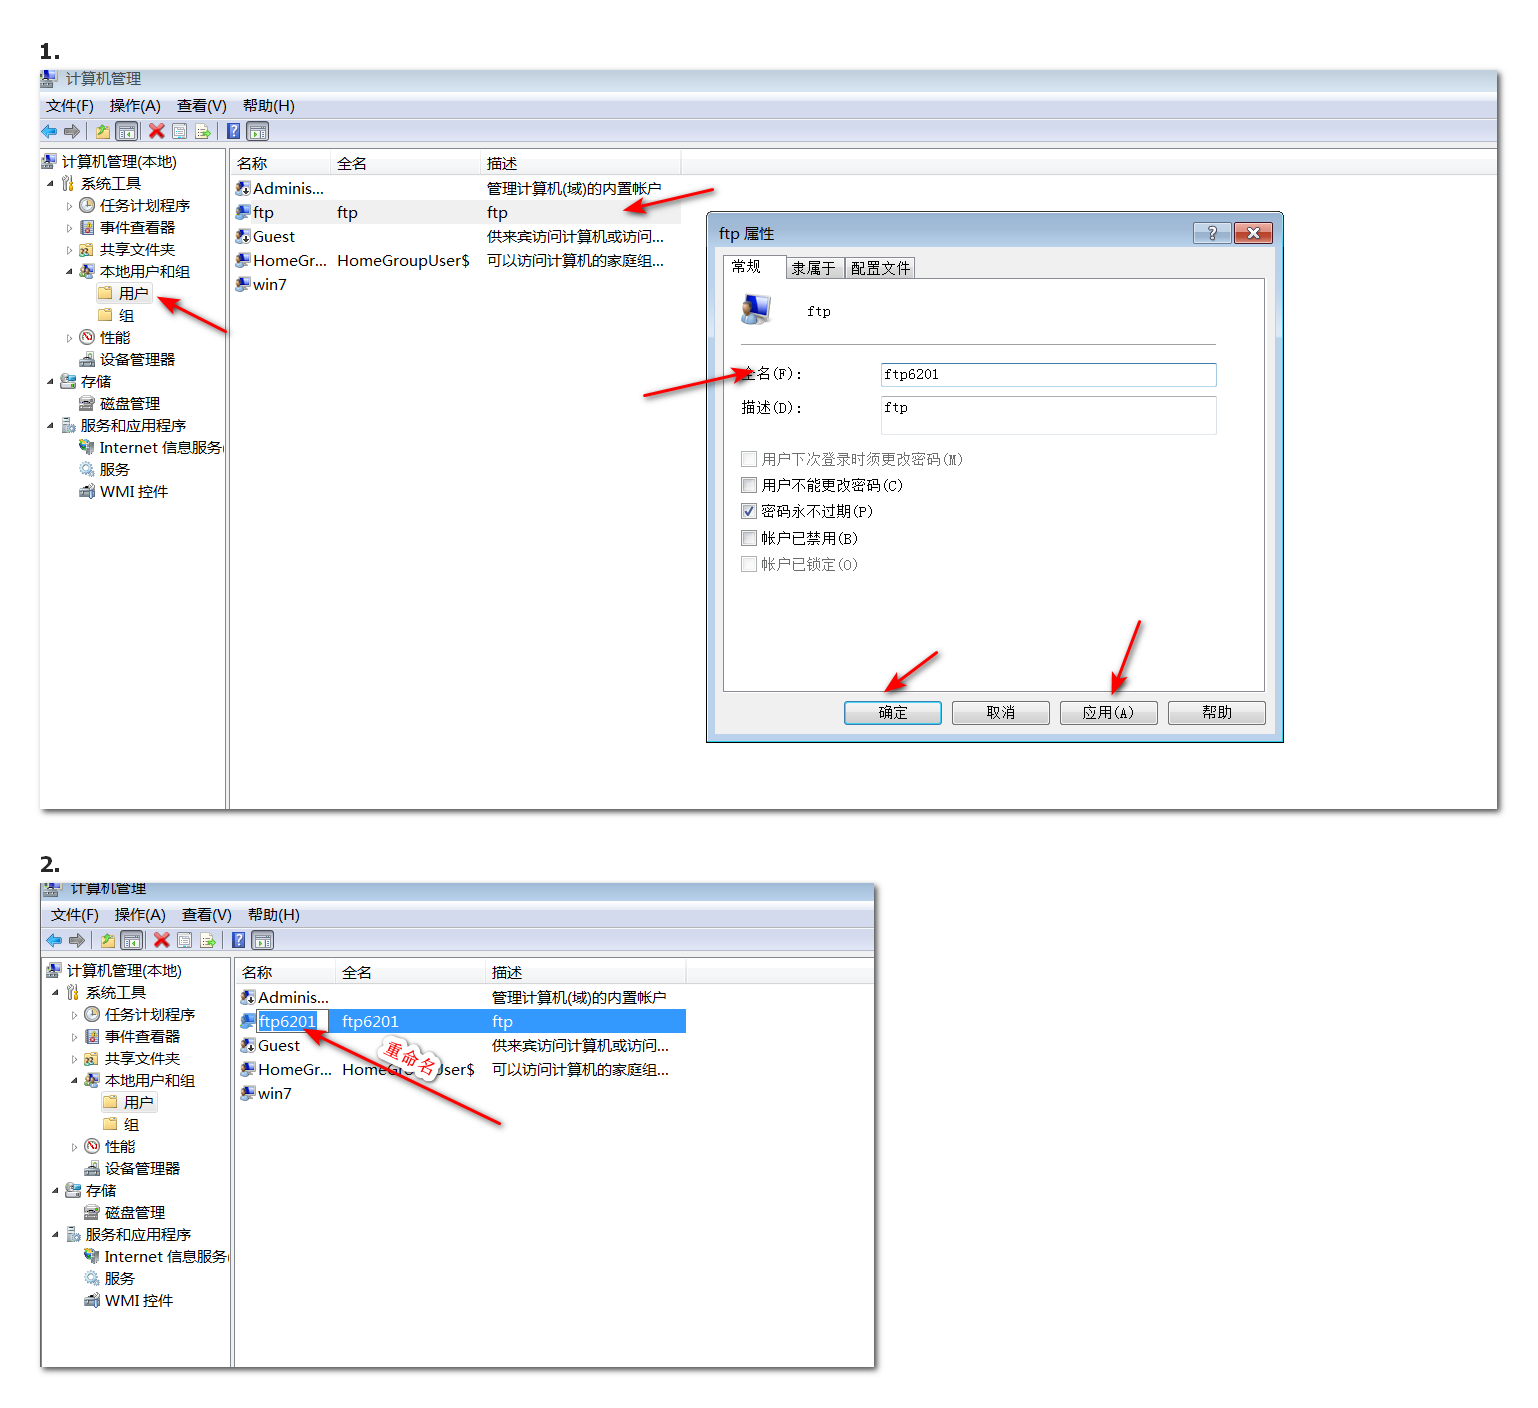 1.
计算机管理
文件(F) 操作(A) 查看(V) 帮助(H)
计算机管理(本地)
系统工具
任务计划程序
事件查看器
共享文件夹
本地用户和组
用户
组
性能
设备管理器
存储
磁盘管理
服务和应用程序
Internet 信息服务
服务
WMI 控件
名称 全名 描述
Adminis... 管理计算机(域)的内置帐户
ftp ftp ftp
Guest 供来宾访问计算机或访问...
HomeGr... HomeGroupUser$ 可以访问计算机的家庭组...
win7
ftp 属性
常规 隶属于 配置文件
ftp
全名(F): ftp6201
描述(D): ftp
用户下次登录时须更改密码(M)
用户不能更改密码(C)
密码永不过期(P)
帐户已禁用(B)
帐户已锁定(O)
确定 取消 应用(A) 帮助
2.
计算机管理
文件(F) 操作(A) 查看(V) 帮助(H)
计算机管理(本地)
系统工具
任务计划程序
事件查看器
共享文件夹
本地用户和组
用户
组
性能
设备管理器
存储
磁盘管理
服务和应用程序
Internet 信息服务
服务
WMI 控件
名称 全名 描述
Adminis... 管理计算机(域)的内置帐户
ftp6201 ftp6201 ftp
Guest 供来宾访问计算机或访问...
HomeGr... 可以访问计算机的家庭组...
win7
重命名